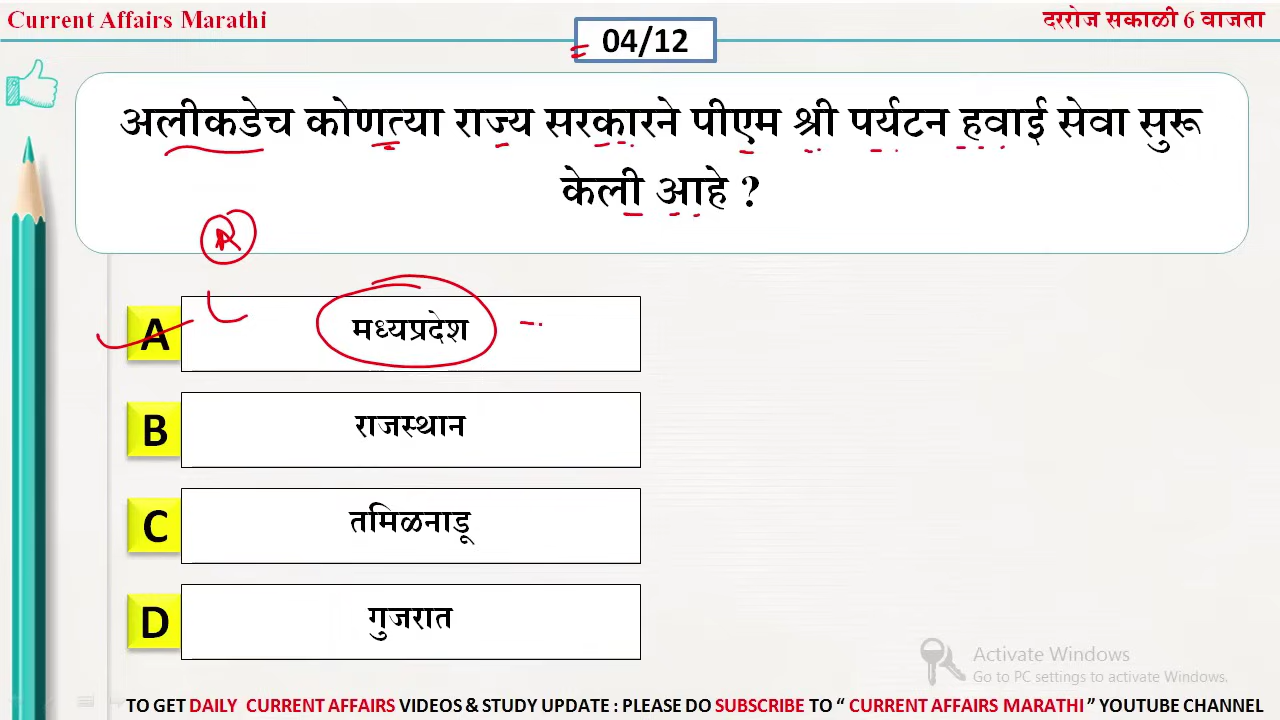 Current Affairs Marathi
दररोज सकाळी 6 वाजता
04/12
अलीकडेच कोणत्या राज्य सरकारने पीएम श्री पर्यटन हवाई सेवा सुरू
केली आहे ?
A
A मध्यप्रदेश
B राजस्थान
C तमिळनाडू
D गुजरात
Activate Windows
Go to PC settings to activate Windows.
TO GET DAILY CURRENT AFFAIRS VIDEOS & STUDY UPDATE : PLEASE DO SUBSCRIBE TO “ CURRENT AFFAIRS MARATHI ” YOUTUBE CHANNEL